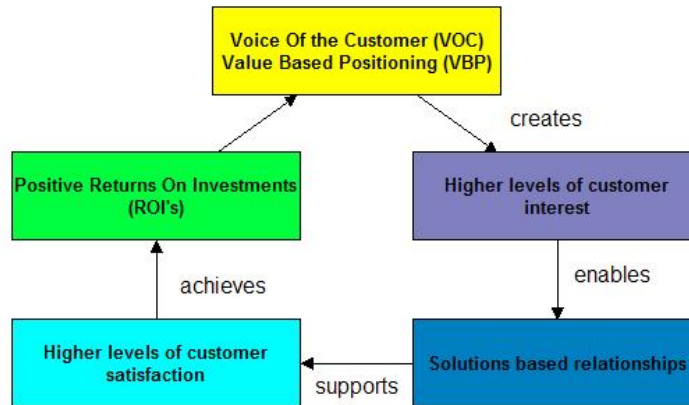 Voice Of the Customer (VOC)
Value Based Positioning (VBP)
creates
Positive Returns On Investments
(ROI's)
Higher levels of customer
interest
achieves
enables
Higher levels of customer
satisfaction
Solutions based relationships
supports